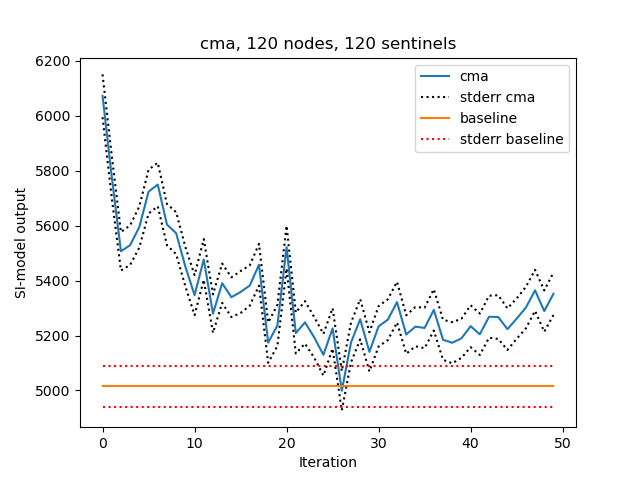 cma, 120 nodes, 120 sentinels
6200
6000
5800
5600
5400
5200
5000
SI-model output
cma
stderr cma
baseline
stderr baseline
0 10 20 30 40 50
Iteration